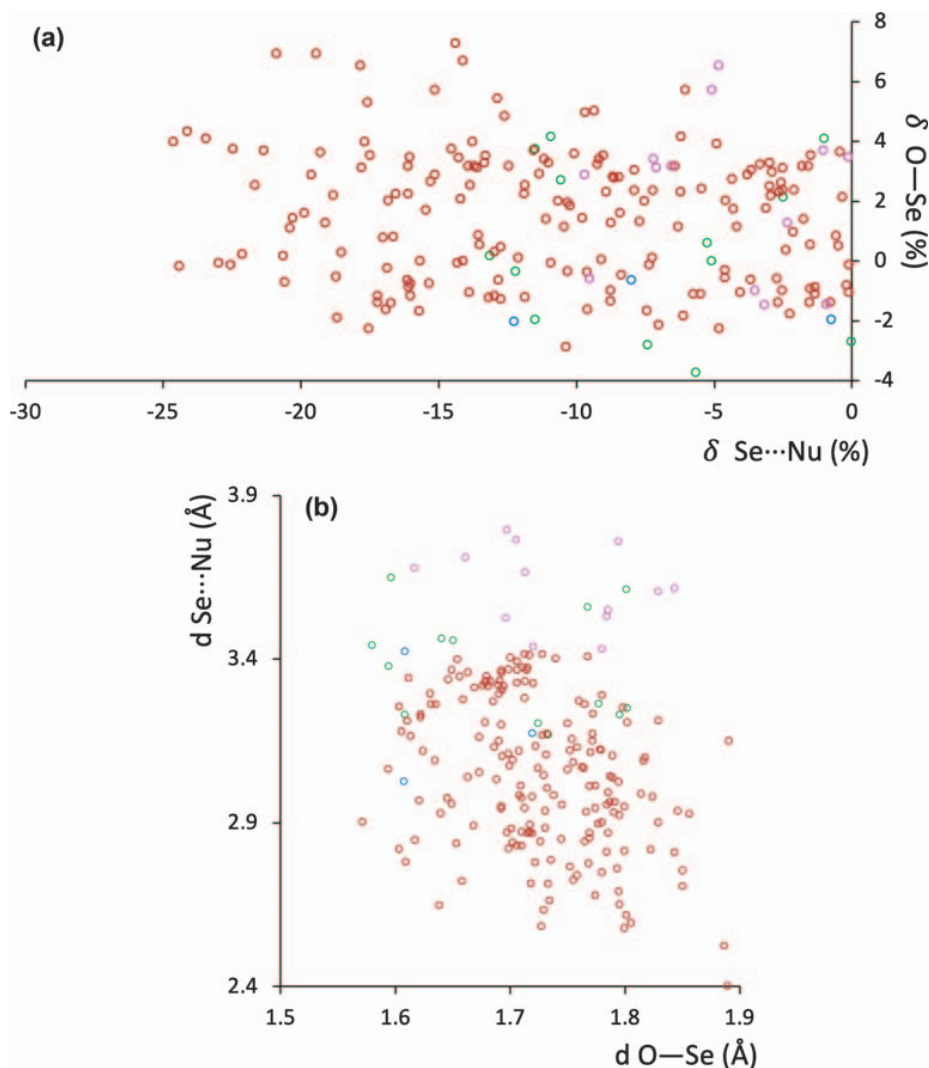 (a)
8
6
4
2
0
-2
-4
δ O—Se (%)
-30 -25 -20 -15 -10 -5 0
δ Se···Nu (%)
(b)
d Se···Nu (Å)
3.9
3.4
2.9
2.4
1.5 1.6 1.7 1.8 1.9
d O—Se (Å)